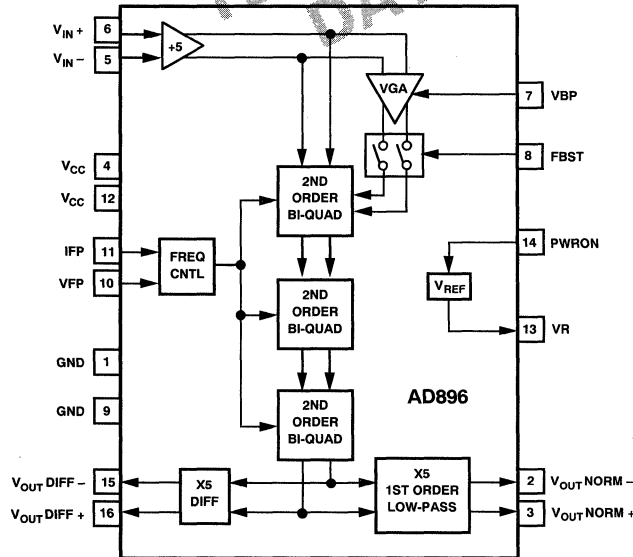 V_IN + 6
V_IN – 5
+5
VGA
7 VBP
8 FBST
V_CC 4
V_CC 12
2ND
ORDER
BI-QUAD
IFP 11
VFP 10
FREQ
CNTL
14 PWRON
V_REF
13 VR
2ND
ORDER
BI-QUAD
GND 1
GND 9
2ND
ORDER
BI-QUAD
AD896
V_OUT DIFF – 15
V_OUT DIFF + 16
X5
DIFF
X5
1ST ORDER
LOW-PASS
2 V_OUT NORM –
3 V_OUT NORM +